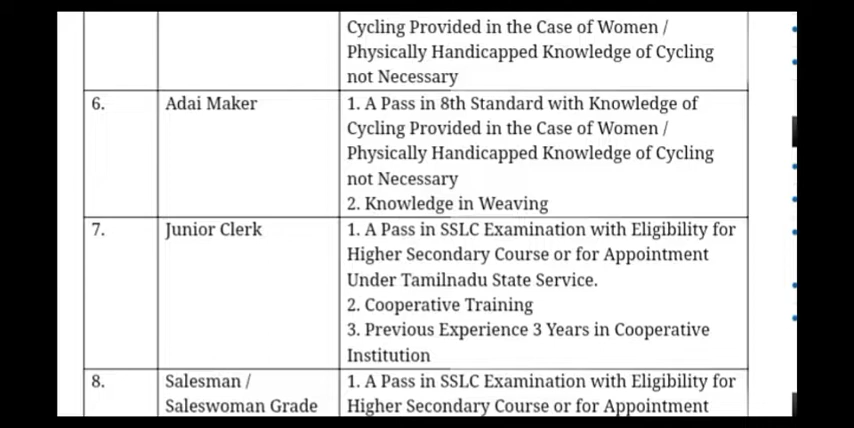 Cycling Provided in the Case of Women /
Physically Handicapped Knowledge of Cycling
not Necessary
6. Adai Maker 1. A Pass in 8th Standard with Knowledge of
Cycling Provided in the Case of Women /
Physically Handicapped Knowledge of Cycling
not Necessary
2. Knowledge in Weaving
7. Junior Clerk 1. A Pass in SSLC Examination with Eligibility for
Higher Secondary Course or for Appointment
Under Tamilnadu State Service.
2. Cooperative Training
3. Previous Experience 3 Years in Cooperative
Institution
8. Salesman / 1. A Pass in SSLC Examination with Eligibility for
Saleswoman Grade Higher Secondary Course or for Appointment